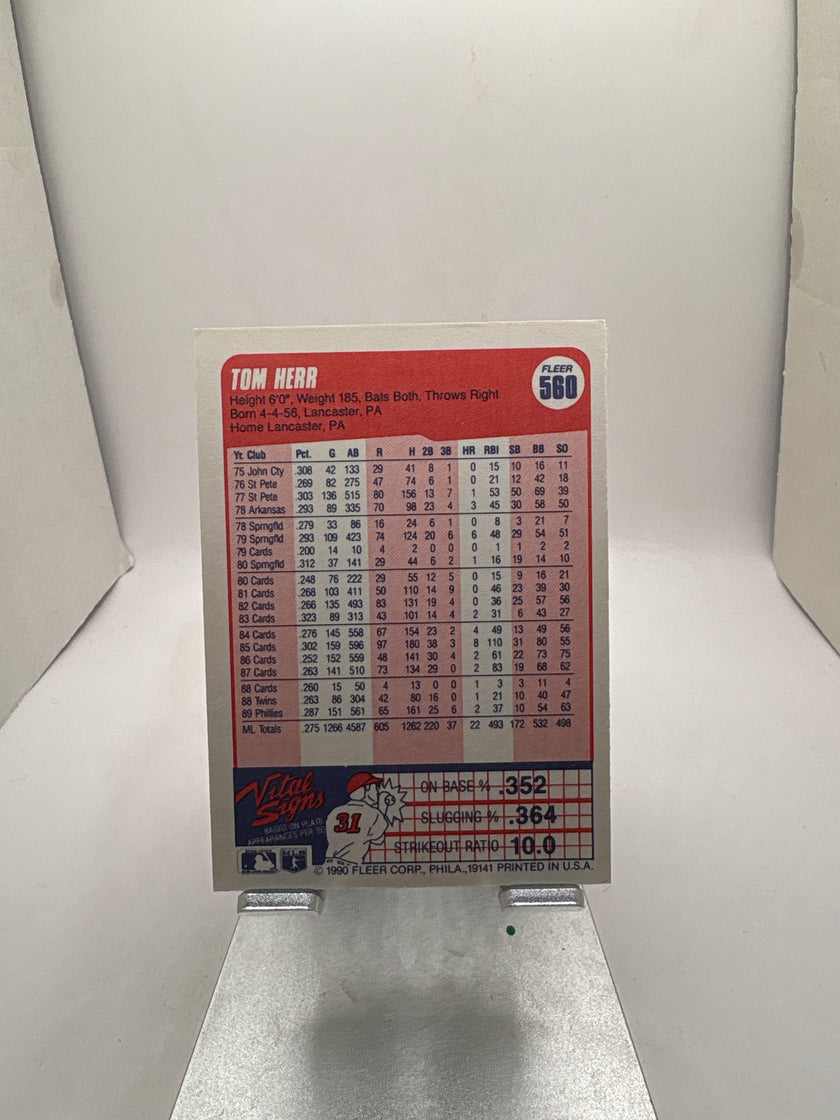 TOM HERR
FLEER
560
Height 6'0", Weight 185, Bats Both, Throws Right
Born 4-4-56, Lancaster, PA
Home Lancaster, PA
Yr. Club Pct. G AB R H 2B 3B HR RBI SB BB SO
75 John Cty .308 42 133 29 41 8 1 0 15 10 16 11
76 St Pete .269 82 275 47 74 6 1 0 21 12 42 18
77 St Pete .303 136 515 80 156 13 7 1 53 50 69 39
78 Arkansas .293 89 335 70 98 23 4 3 45 30 58 50
78 Sprngfld .279 33 86 16 24 6 1 0 8 3 21 7
79 Sprngfld .293 109 423 74 124 20 6 6 48 29 54 51
79 Cards .200 14 10 4 2 0 0 0 1 1 2 2
80 Sprngfld .312 37 141 29 44 6 2 1 16 19 14 10
80 Cards .248 76 222 29 55 12 5 0 15 9 16 21
81 Cards .268 103 411 50 110 14 9 0 46 23 39 30
82 Cards .266 135 493 83 131 19 4 0 36 25 57 56
83 Cards .323 89 313 43 101 14 4 2 31 6 43 27
84 Cards .276 145 558 67 154 23 2 4 49 13 49 56
85 Cards .302 159 596 97 180 38 3 8 110 31 80 55
86 Cards .252 152 559 48 141 30 4 2 61 22 73 75
87 Cards .263 141 510 73 134 29 0 2 83 19 68 62
88 Cards .260 15 50 4 13 0 0 1 3 3 11 4
88 Twins .263 86 304 42 80 16 0 1 21 10 40 47
89 Phillies .287 151 561 65 161 25 6 2 37 10 54 63
ML Totals .275 1266 4587 605 1262 220 37 22 493 172 532 498
Vital Signs
BASED ON PLATE
APPEARANCES PER SO
31
ON BASE % .352
SLUGGING % .364
STRIKEOUT RATIO 10.0
© 1990 FLEER CORP., PHILA.,19141 PRINTED IN U.S.A.